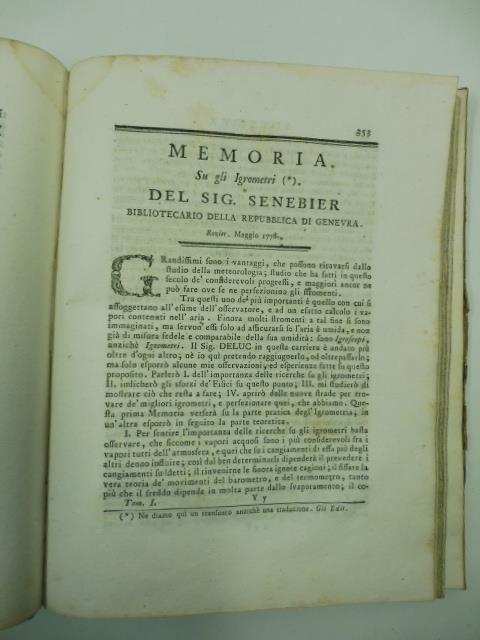 353
MEMORIA.
Su gli Igrometri (*).
DEL SIG. SENEBIER
BIBLIOTECARIO DELLA REPUBBLICA DI GENEVRA.
Rozier. Maggio 1778.
GRandissimi sono i vantaggi, che possono ricavarsi dallo
studio della meteorologia; studio che ha fatti in questo
secolo de' considerevoli progressi, e maggiori ancor ne
può fare ove se ne perfezionino gli stromenti.
Tra questi uno de' più importanti è quello con cui si
assoggettano all'esame dell'osservatore, e ad un esatto calcolo i va-
pori contenuti nell'aria. Finora molti stromenti a tal fine si sono
immaginati, ma servon' essi solo ad assicurarsi se l'aria è umida, e non
già di misura fedele e comparabile della sua umidità: sono Igroscopi,
anzichè Igrometri. Il Sig. DELUC in questa carriera è andato più
oltre d'ogni altro; nè io quì pretendo raggiugnerlo, od oltrepassarlo;
ma solo esporrò alcune mie osservazioni, ed esperienze fatte su questo
proposito. Parlerò I. dell'importanza delle ricerche su gli igrometri;
II. indicherò gli sforzi de' Fisici su questo punto; III. mi studierò di
mostrare ciò che resta a fare; IV. aprirò delle nuove strade per tro-
vare de' migliori igrometri, e perfezionare quei, che abbiamo. Que-
sta prima Memoria verserà su la parte pratica degl'Igrometria, in
un'altra esporrò in seguito la parte teoretica.
I. Per sentire l'importanza delle ricerche su gli igrometri basta
osservare, che siccome i vapori acquosi sono i più considerevoli fra i
vapori tutti dell'atmosfera, e quei che su i cangiamenti di essa più degli
altri denno influire; così dal ben determinarli dipenderà il prevedere i
cangiamenti su detti; il rinvenirne le finora ignote cagioni; il fissare la
vera teoria de' movimenti del barometro, e del termometro, tanto
più che il freddo dipende in molta parte dallo svaporamento; il co-
Tom. I. Y y
(*) Ne diamo quì un transunto anzichè una traduzione. Gli Edit.